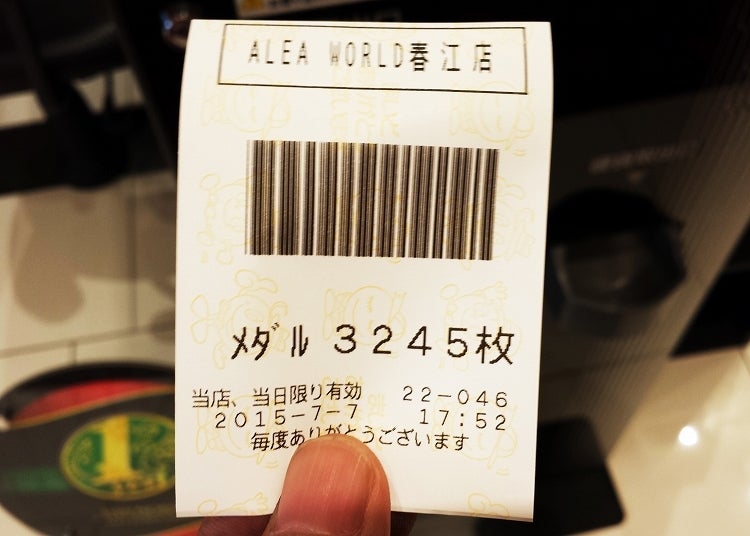 ALEA WORLD春江店
メダル 3245枚
当店、当日限り有効 22-046
2015-7-7 17:52
毎度ありがとうございます